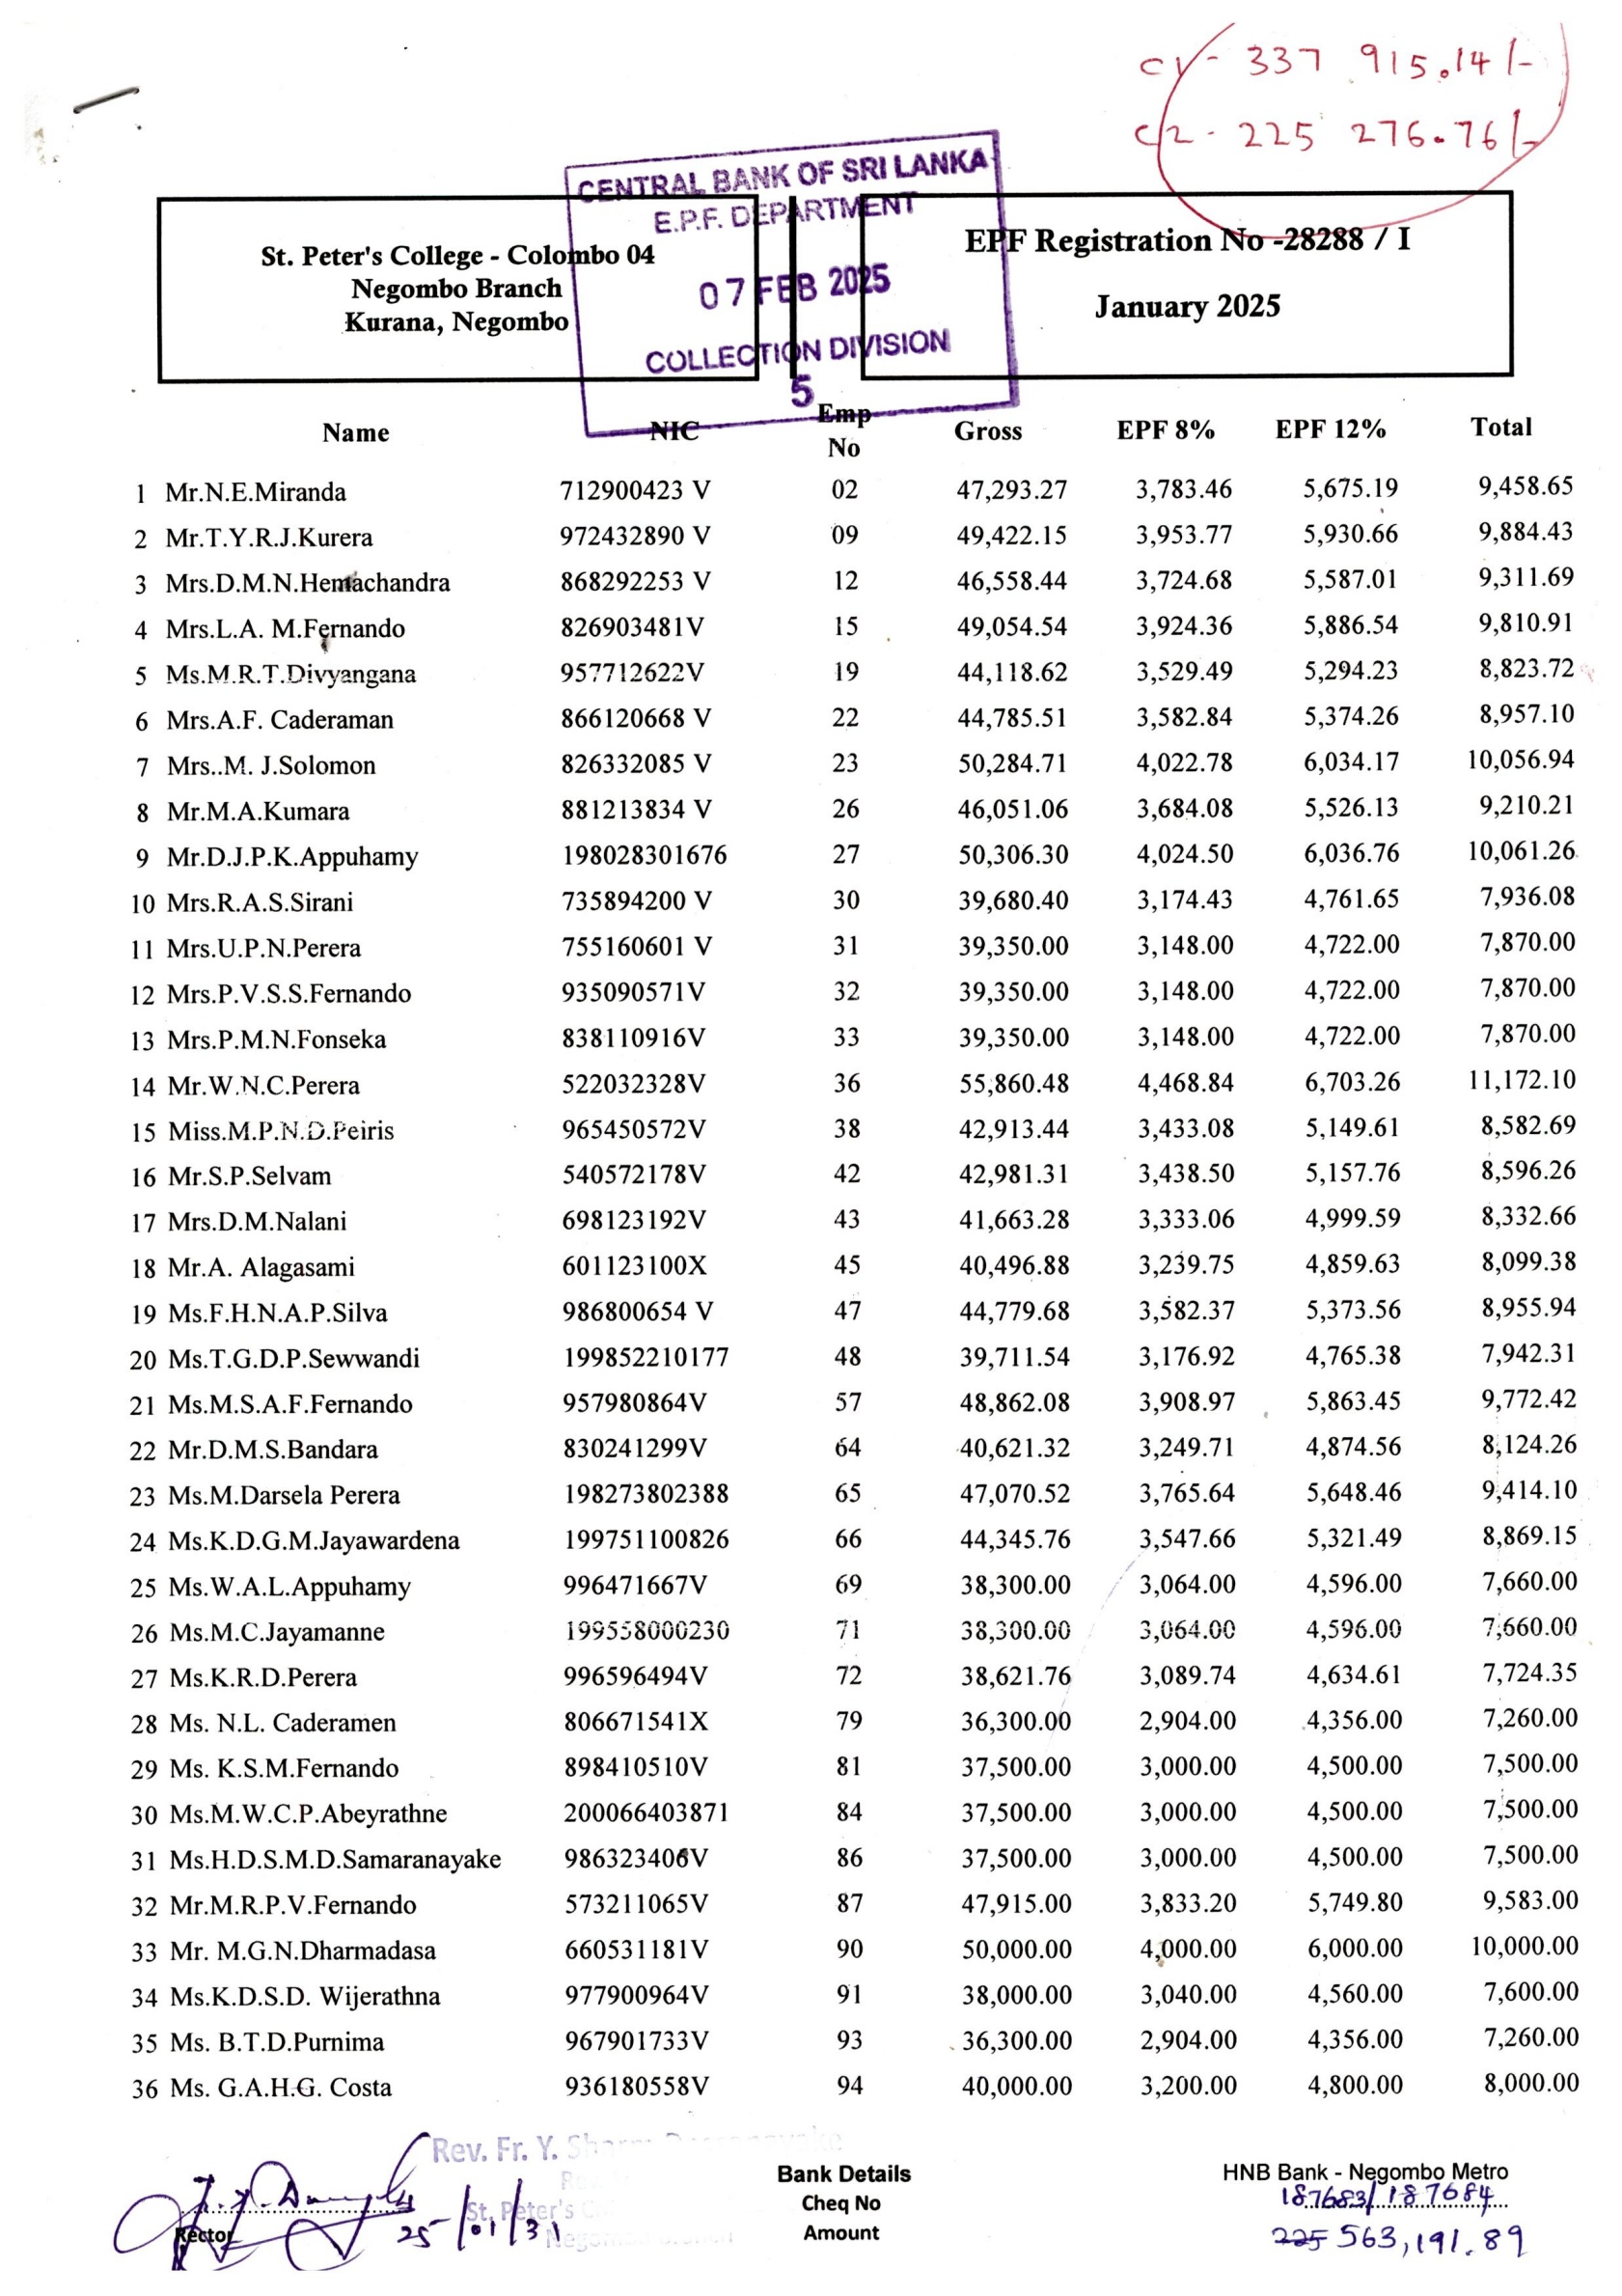 C/1 - 337 915.14/-
C/2 - 225 276.76/-
CENTRAL BANK OF SRI LANKA
E.P.F. DEPARTMENT
07 FEB 2025
COLLECTION DIVISION
5
St. Peter's College - Colombo 04
Negombo Branch
Kurana, Negombo
EPF Registration No -28288 / I
January 2025
Name NIC Emp No Gross EPF 8% EPF 12% Total
1 Mr.N.E.Miranda 712900423 V 02 47,293.27 3,783.46 5,675.19 9,458.65
2 Mr.T.Y.R.J.Kurera 972432890 V 09 49,422.15 3,953.77 5,930.66 9,884.43
3 Mrs.D.M.N.Hemachandra 868292253 V 12 46,558.44 3,724.68 5,587.01 9,311.69
4 Mrs.L.A. M.Fernando 826903481V 15 49,054.54 3,924.36 5,886.54 9,810.91
5 Ms.M.R.T.Divyangana 957712622V 19 44,118.62 3,529.49 5,294.23 8,823.72
6 Mrs.A.F. Caderaman 866120668 V 22 44,785.51 3,582.84 5,374.26 8,957.10
7 Mrs..M. J.Solomon 826332085 V 23 50,284.71 4,022.78 6,034.17 10,056.94
8 Mr.M.A.Kumara 881213834 V 26 46,051.06 3,684.08 5,526.13 9,210.21
9 Mr.D.J.P.K.Appuhamy 198028301676 27 50,306.30 4,024.50 6,036.76 10,061.26
10 Mrs.R.A.S.Sirani 735894200 V 30 39,680.40 3,174.43 4,761.65 7,936.08
11 Mrs.U.P.N.Perera 755160601 V 31 39,350.00 3,148.00 4,722.00 7,870.00
12 Mrs.P.V.S.S.Fernando 935090571V 32 39,350.00 3,148.00 4,722.00 7,870.00
13 Mrs.P.M.N.Fonseka 838110916V 33 39,350.00 3,148.00 4,722.00 7,870.00
14 Mr.W.N.C.Perera 522032328V 36 55,860.48 4,468.84 6,703.26 11,172.10
15 Miss.M.P.N.D.Peiris 965450572V 38 42,913.44 3,433.08 5,149.61 8,582.69
16 Mr.S.P.Selvam 540572178V 42 42,981.31 3,438.50 5,157.76 8,596.26
17 Mrs.D.M.Nalani 698123192V 43 41,663.28 3,333.06 4,999.59 8,332.66
18 Mr.A. Alagasami 601123100X 45 40,496.88 3,239.75 4,859.63 8,099.38
19 Ms.F.H.N.A.P.Silva 986800654 V 47 44,779.68 3,582.37 5,373.56 8,955.94
20 Ms.T.G.D.P.Sewwandi 199852210177 48 39,711.54 3,176.92 4,765.38 7,942.31
21 Ms.M.S.A.F.Fernando 957980864V 57 48,862.08 3,908.97 5,863.45 9,772.42
22 Mr.D.M.S.Bandara 830241299V 64 40,621.32 3,249.71 4,874.56 8,124.26
23 Ms.M.Darsela Perera 198273802388 65 47,070.52 3,765.64 5,648.46 9,414.10
24 Ms.K.D.G.M.Jayawardena 199751100826 66 44,345.76 3,547.66 5,321.49 8,869.15
25 Ms.W.A.L.Appuhamy 996471667V 69 38,300.00 3,064.00 4,596.00 7,660.00
26 Ms.M.C.Jayamanne 199558000230 71 38,300.00 3,064.00 4,596.00 7,660.00
27 Ms.K.R.D.Perera 996596494V 72 38,621.76 3,089.74 4,634.61 7,724.35
28 Ms. N.L. Caderamen 806671541X 79 36,300.00 2,904.00 4,356.00 7,260.00
29 Ms. K.S.M.Fernando 898410510V 81 37,500.00 3,000.00 4,500.00 7,500.00
30 Ms.M.W.C.P.Abeyrathne 200066403871 84 37,500.00 3,000.00 4,500.00 7,500.00
31 Ms.H.D.S.M.D.Samaranayake 986323406V 86 37,500.00 3,000.00 4,500.00 7,500.00
32 Mr.M.R.P.V.Fernando 573211065V 87 47,915.00 3,833.20 5,749.80 9,583.00
33 Mr. M.G.N.Dharmadasa 660531181V 90 50,000.00 4,000.00 6,000.00 10,000.00
34 Ms.K.D.S.D. Wijerathna 977900964V 91 38,000.00 3,040.00 4,560.00 7,600.00
35 Ms. B.T.D.Purnima 967901733V 93 36,300.00 2,904.00 4,356.00 7,260.00
36 Ms. G.A.H.G. Costa 936180558V 94 40,000.00 3,200.00 4,800.00 8,000.00
Rev. Fr. Y.
St. Peter's
Rector 25/01/31
Bank Details HNB Bank - Negombo Metro
Cheq No 187683/187684
Amount 225 563,191.89